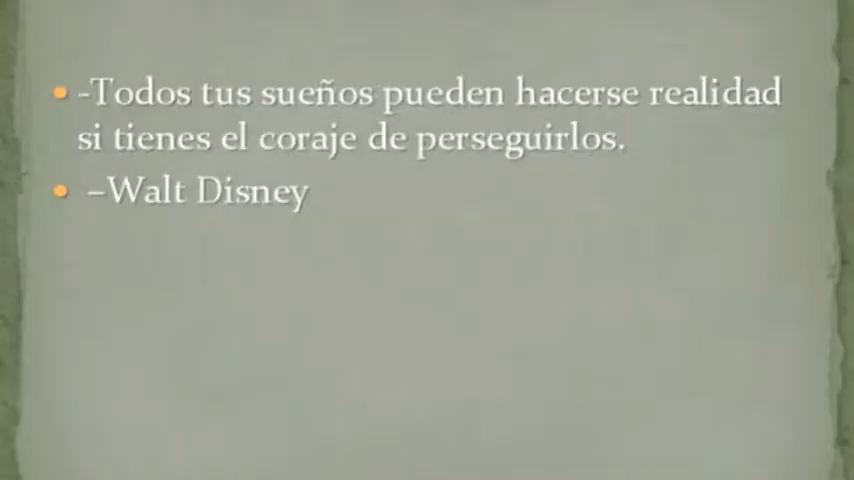 • -Todos tus sueños pueden hacerse realidad
si tienes el coraje de perseguirlos.
• –Walt Disney